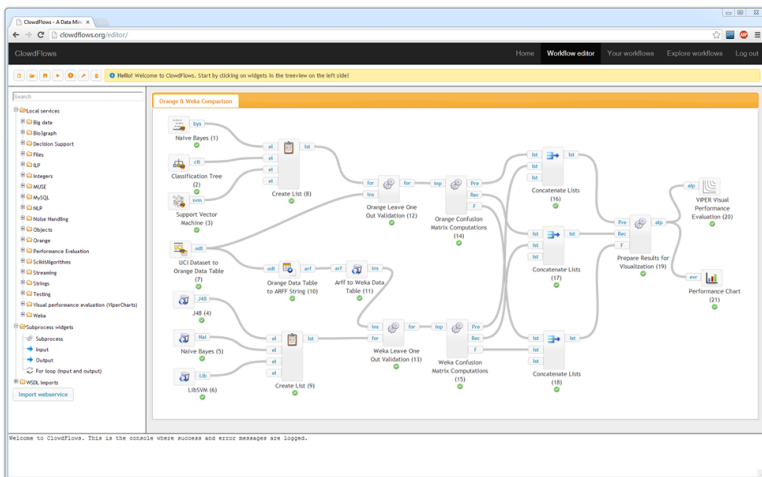 ClowdFlows - A Data Min
clowdflows.org/editor/
ClowdFlows
Home
Workflow editor
Your workflows
Explore workflows
Log out
Hello! Welcome to ClowdFlows. Start by clicking on widgets in the treeview on the left side!
Search
Local services
Big data
Bio3graph
Decision Support
Files
ILP
Integers
MUSE
MySQL
NLP
Noise Handling
Objects
Orange
Performance Evaluation
ScikitAlgorithms
Streaming
Strings
Testing
Visual performance evaluation (ViperCharts)
Weka
Subprocess widgets
Subprocess
Input
Output
For loop (input and output)
WSDL Imports
Import webservice
Orange & Weka Comparison
bys
Naive Bayes (1)
clt
Classification Tree
(2)
svm
Support Vector
Machine (3)
odt
UCI Dataset to
Orange Data Table
(7)
J48
J48 (4)
Nai
Naive Bayes (5)
Lib
LibSVM (6)
el
el
el
el
lst
Create List (8)
odt
arf
Orange Data Table
to ARFF String (10)
arf
ins
Arff to Weka Data
Table (11)
el
el
el
el
lst
Create List (9)
for
ins
for
Orange Leave One
Out Validation (12)
inp
Pre
Rec
F
Orange Confusion
Matrix Computations
(14)
ins
for
for
Weka Leave One
Out Validation (13)
inp
Pre
Rec
F
Weka Confusion
Matrix Computations
(15)
lst
lst
lst
lst
Concatenate Lists
(16)
lst
lst
lst
lst
Concatenate Lists
(17)
lst
lst
lst
Concatenate Lists
(18)
Pre
Rec
F
alp
Prepare Results for
Visualization (19)
alp
VIPER Visual
Performance
Evaluation (20)
evr
Performance Chart
(21)
Welcome to ClowdFlows. This is the console where success and error messages are logged.